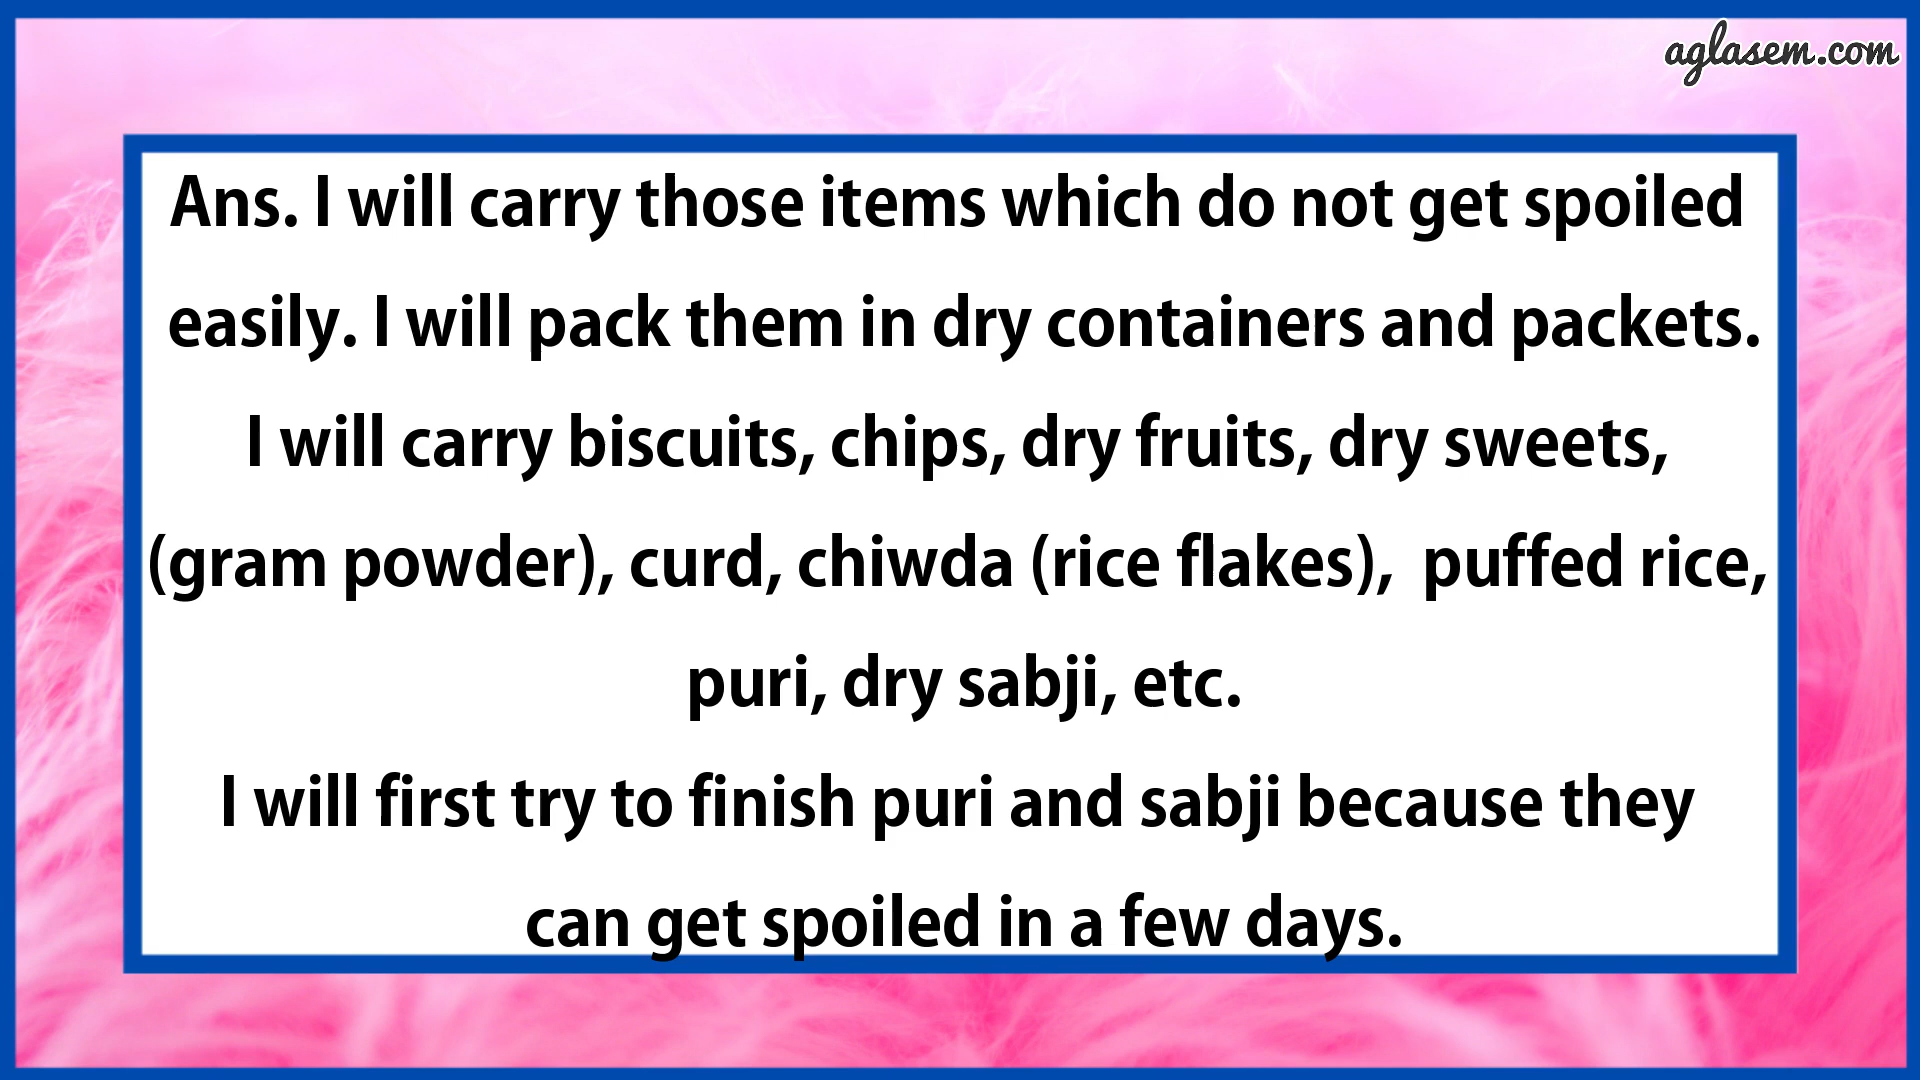 aglasem.com
Ans. I will carry those items which do not get spoiled
easily. I will pack them in dry containers and packets.
I will carry biscuits, chips, dry fruits, dry sweets,
(gram powder), curd, chiwda (rice flakes),  puffed rice,
puri, dry sabji, etc.
I will first try to finish puri and sabji because they
can get spoiled in a few days.